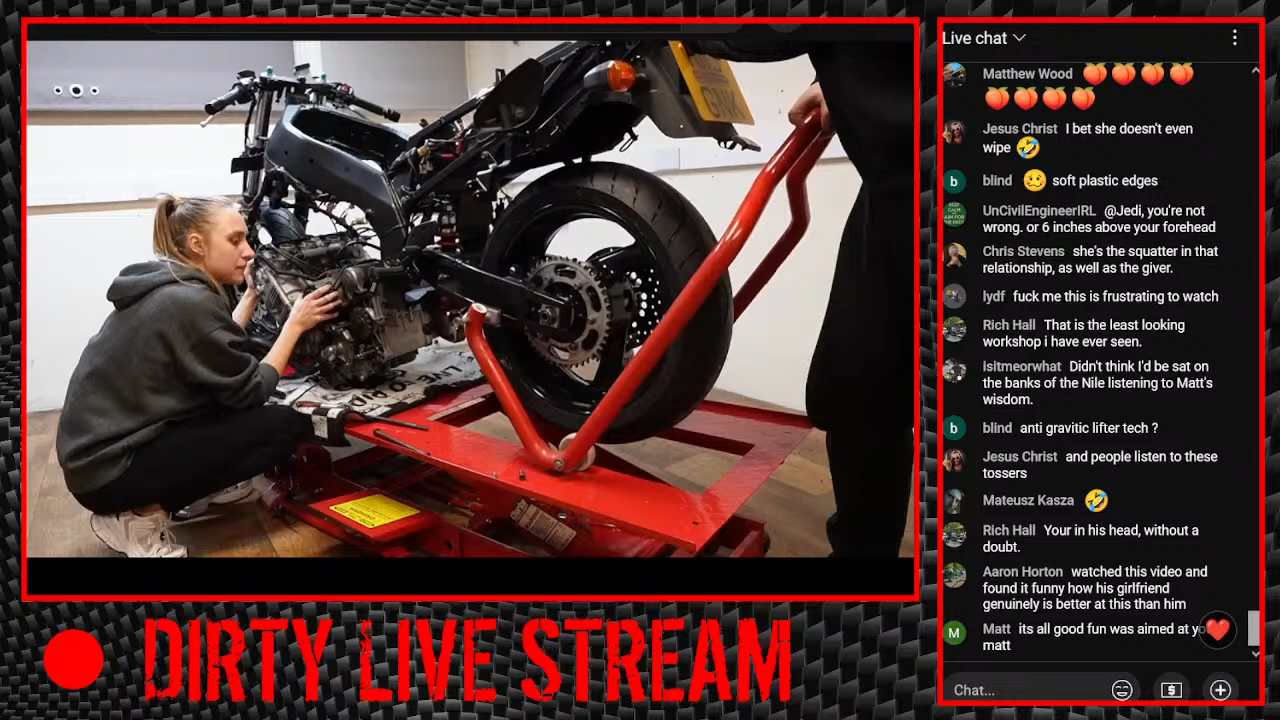 Live chat
Matthew Wood
Jesus Christ I bet she doesn't even
wipe
b blind soft plastic edges
UnCivilEngineerIRL @Jedi, you're not
wrong. or 6 inches above your forehead
Chris Stevens she's the squatter in that
relationship, as well as the giver.
lydf fuck me this is frustrating to watch
Rich Hall That is the least looking
workshop i have ever seen.
Isitmeorwhat Didn't think I'd be sat on
the banks of the Nile listening to Matt's
wisdom.
b blind anti gravitic lifter tech ?
Jesus Christ and people listen to these
tossers
Mateusz Kasza
Rich Hall Your in his head, without a
doubt.
Aaron Horton watched this video and
found it funny how his girlfriend
genuinely is better at this than him
M Matt its all good fun was aimed at
matt
Chat...
DIRTY LIVE STREAM